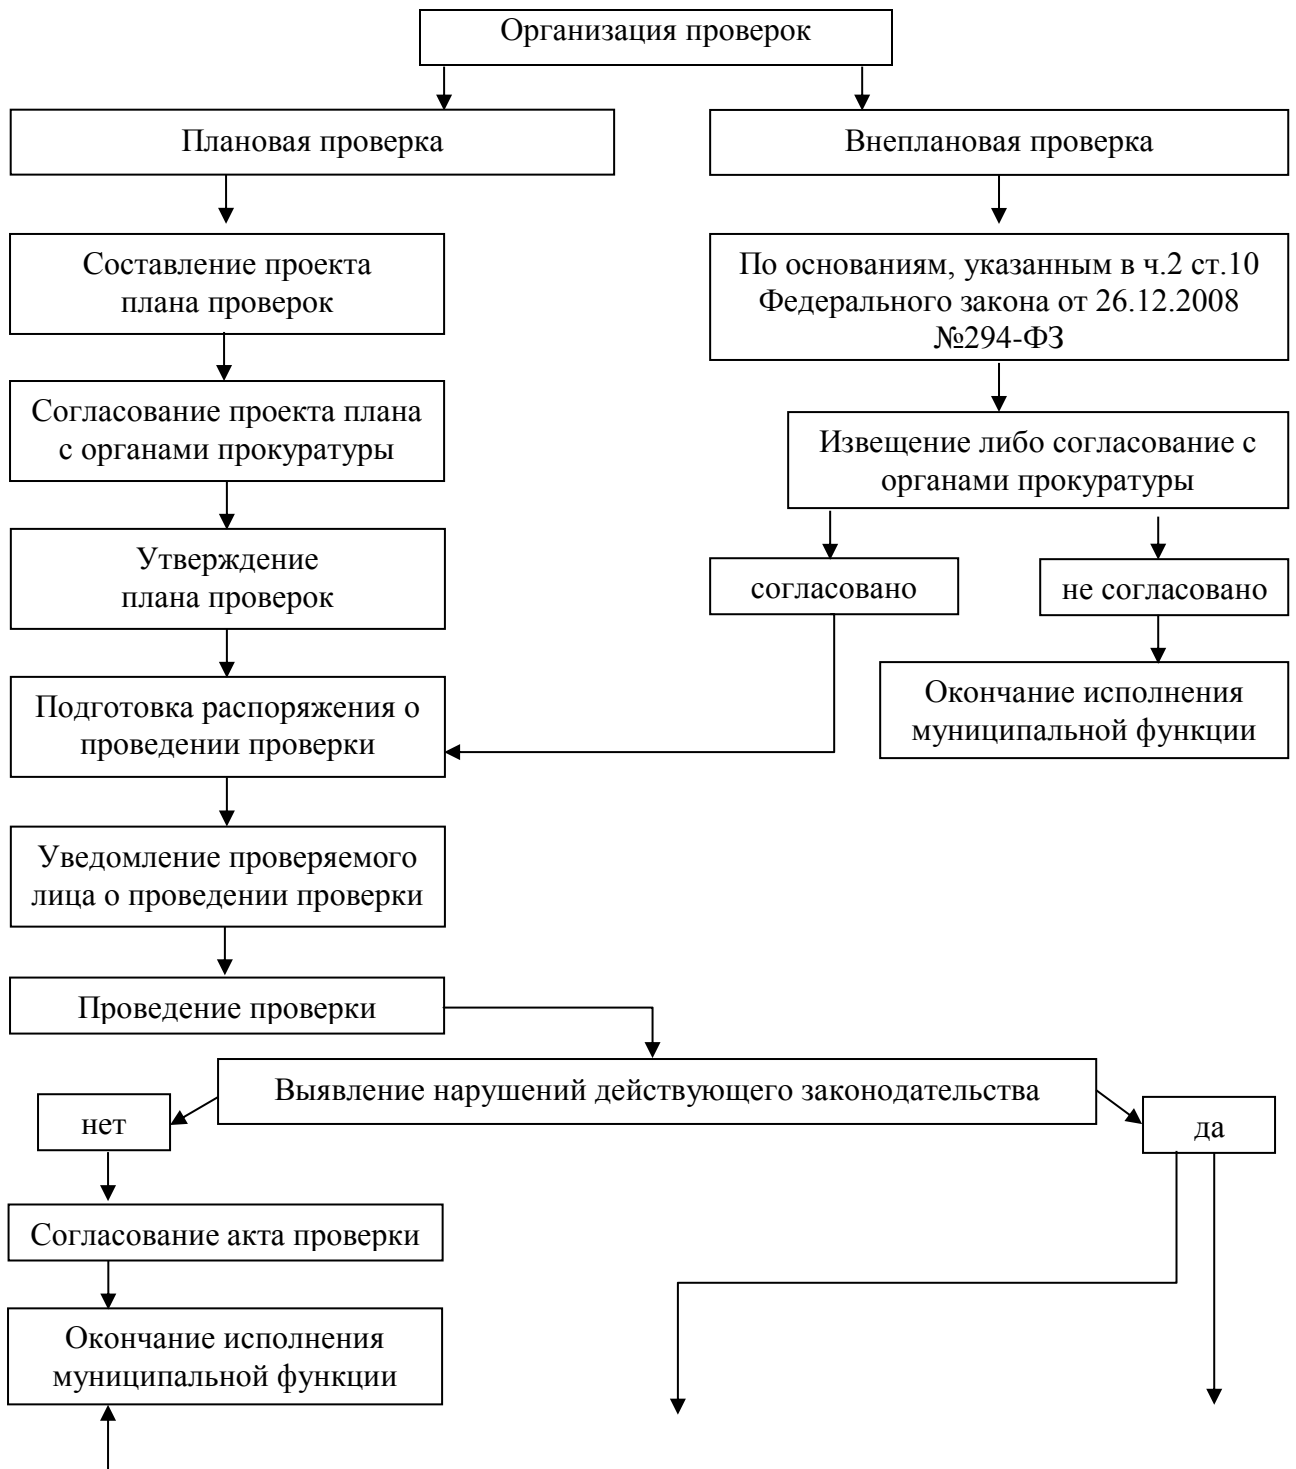 Организация проверок
Плановая проверка
Внеплановая проверка
Составление проекта
плана проверок
По основаниям, указанным в ч.2 ст.10
Федерального закона от 26.12.2008
№294-ФЗ
Согласование проекта плана
с органами прокуратуры
Извещение либо согласование с
органами прокуратуры
Утверждение
плана проверок
согласовано
не согласовано
Подготовка распоряжения о
проведении проверки
Окончание исполнения
муниципальной функции
Уведомление проверяемого
лица о проведении проверки
Проведение проверки
Выявление нарушений действующего законодательства
нет
да
Согласование акта проверки
Окончание исполнения
муниципальной функции